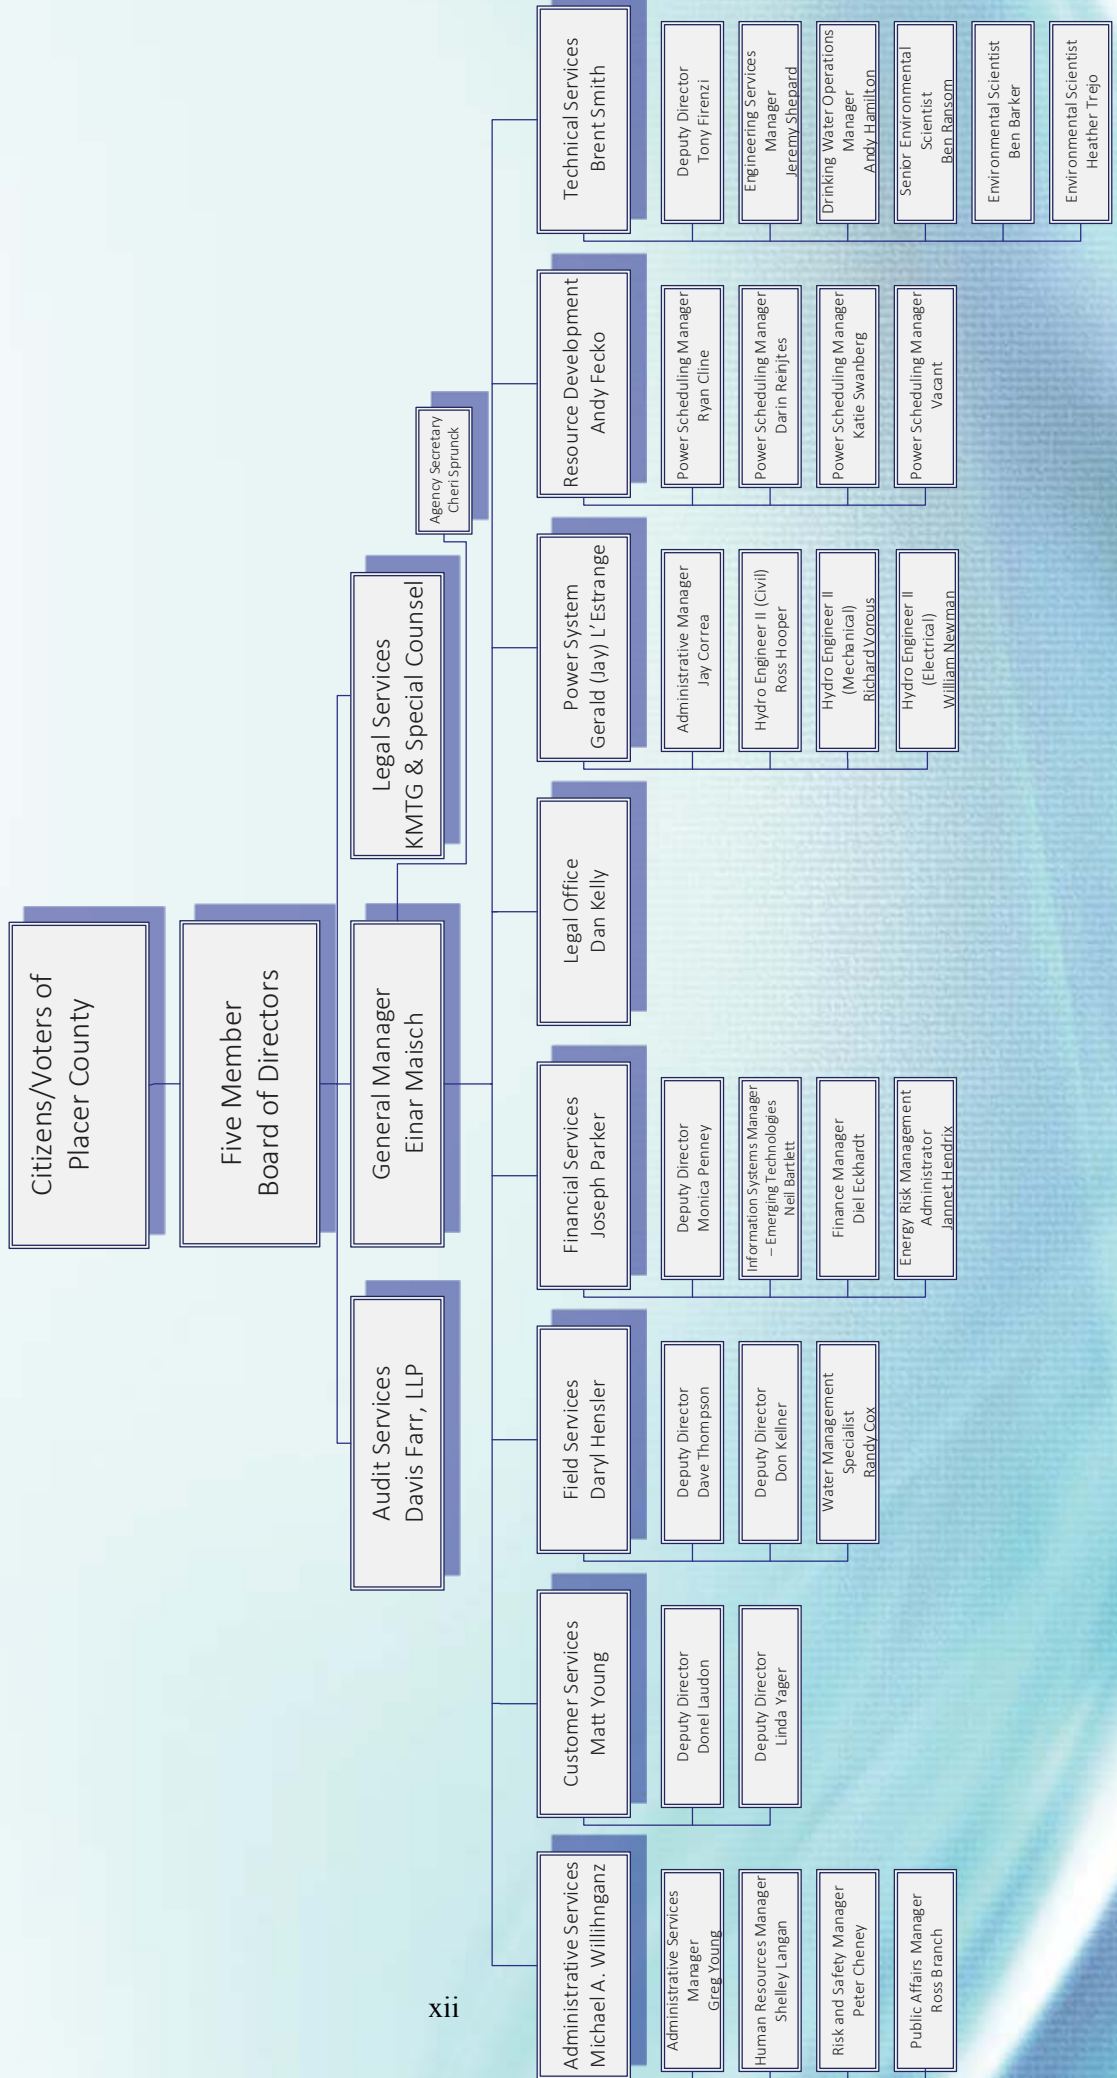 Citizens/Voters of
Placer County
Five Member
Board of Directors
Audit Services
Davis Farr, LLP
General Manager
Einar Maisch
Legal Services
KMTG & Special Counsel
Agency Secretary
Cheri Sprunck
Administrative Services
Michael A. Willihnganz
Administrative Services
Manager
Greg Young
Human Resources Manager
Shelley Langan
Risk and Safety Manager
Peter Cheney
Public Affairs Manager
Ross Branch
Customer Services
Matt Young
Deputy Director
Donel Laudon
Deputy Director
Linda Yager
Field Services
Daryl Hensler
Deputy Director
Dave Thompson
Deputy Director
Don Kellner
Water Management
Specialist
Randy Cox
Financial Services
Joseph Parker
Deputy Director
Monica Penney
Information Systems Manager
– Emerging Technologies
Neil Bartlett
Finance Manager
Diel Eckhardt
Energy Risk Management
Administrator
Jannet Hendrix
Legal Office
Dan Kelly
Power System
Gerald (Jay) L'Estrange
Administrative Manager
Jay Correa
Hydro Engineer II (Civil)
Ross Hooper
Hydro Engineer II
(Mechanical)
Richard Vorous
Hydro Engineer II
(Electrical)
William Newman
Resource Development
Andy Fecko
Power Scheduling Manager
Ryan Cline
Power Scheduling Manager
Darin Reinjtes
Power Scheduling Manager
Katie Swanberg
Power Scheduling Manager
Vacant
Technical Services
Brent Smith
Deputy Director
Tony Firenzi
Engineering Services
Manager
Jeremy Shepard
Drinking Water Operations
Manager
Andy Hamilton
Senior Environmental
Scientist
Ben Ransom
Environmental Scientist
Ben Barker
Environmental Scientist
Heather Trejo
xii